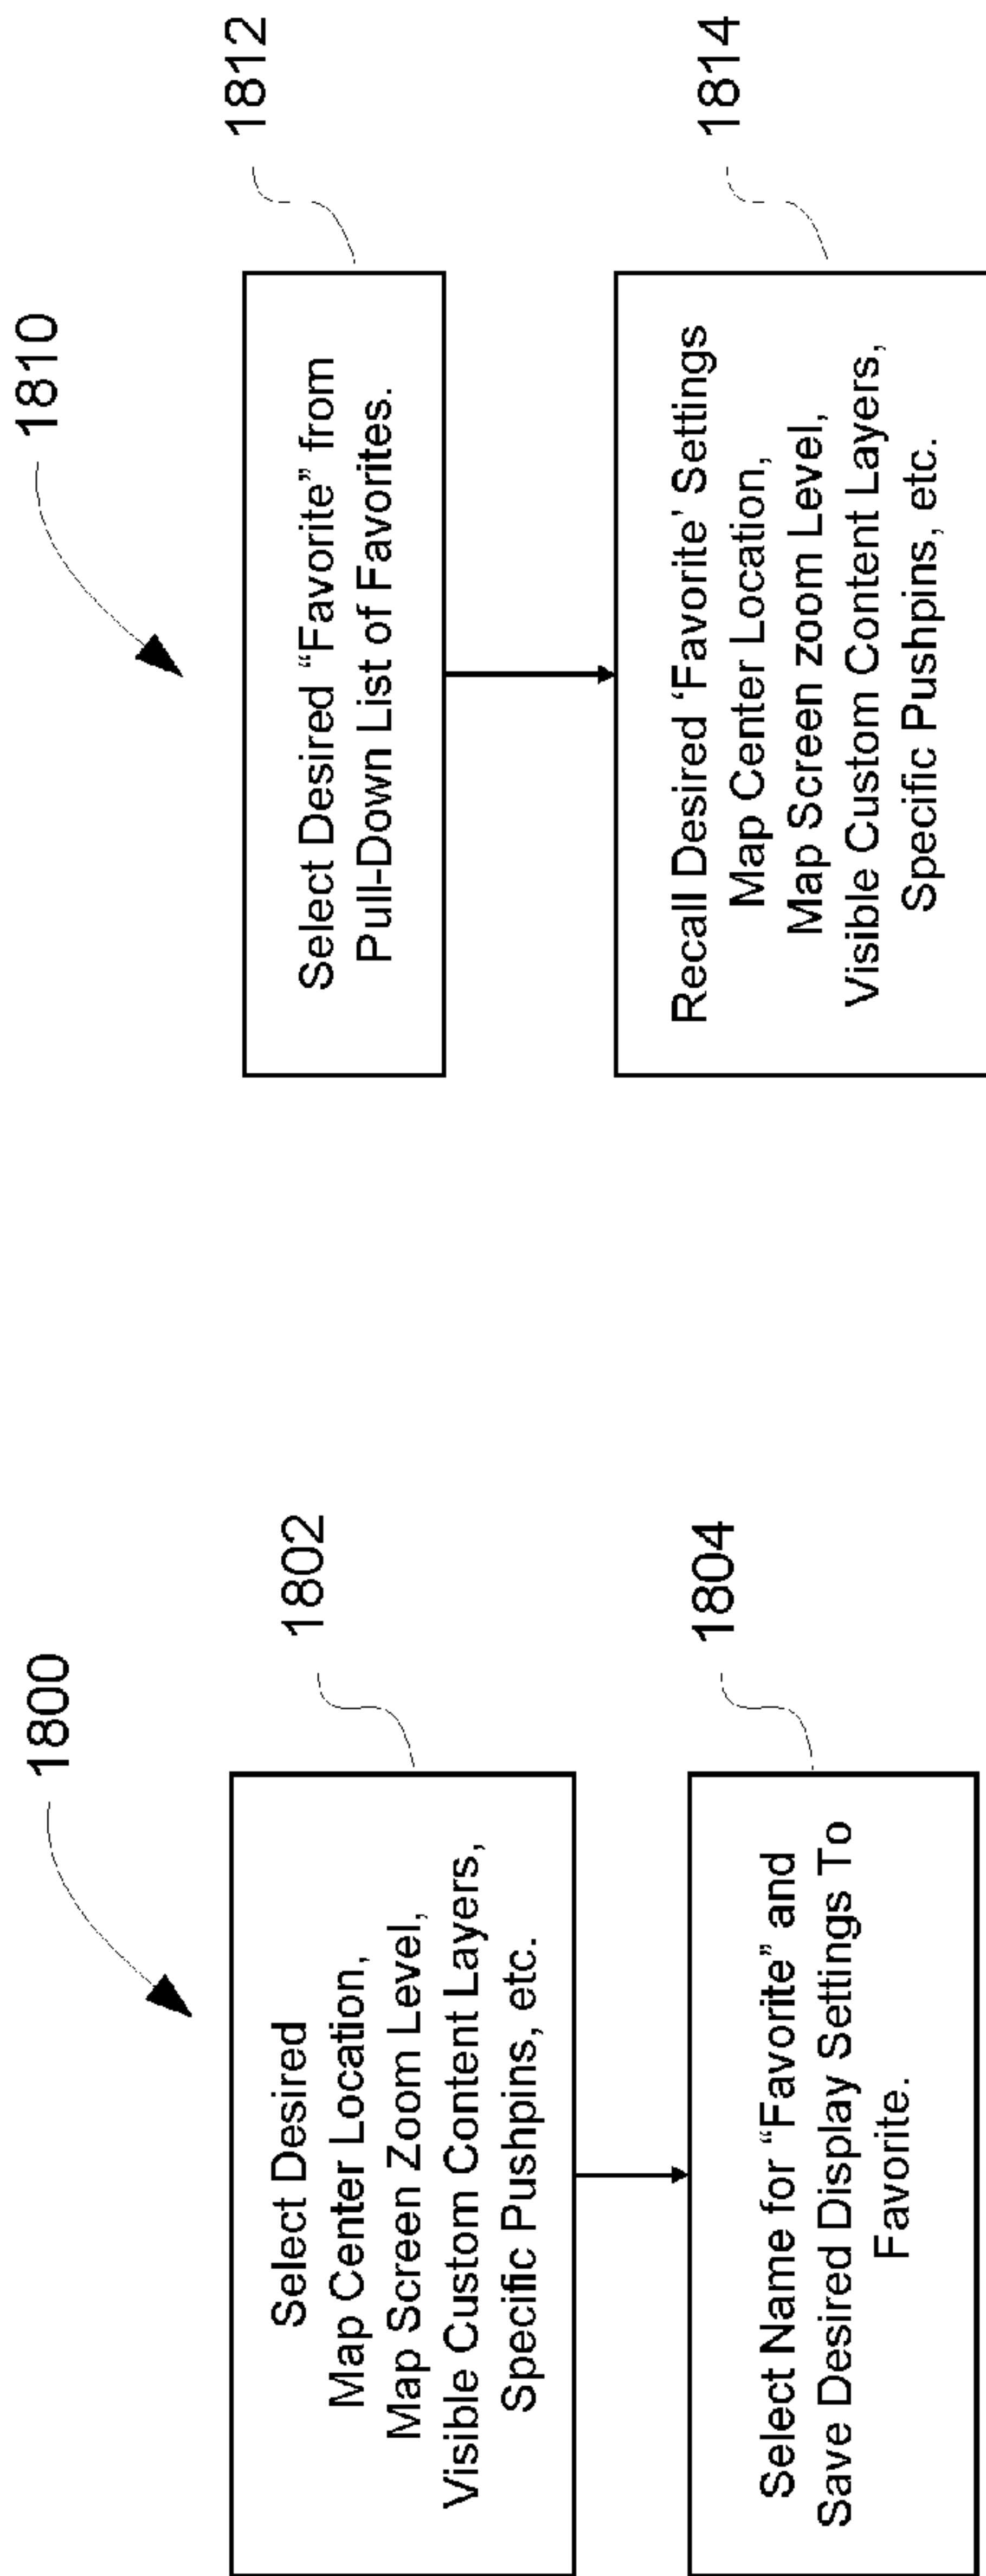 1800
1802
Select Desired
Map Center Location,
Map Screen Zoom Level,
Visible Custom Content Layers,
Specific Pushpins, etc.
1804
Select Name for “Favorite” and
Save Desired Display Settings To
Favorite.
1810
1812
Select Desired “Favorite” from
Pull-Down List of Favorites.
1814
Recall Desired ‘Favorite’ Settings
Map Center Location,
Map Screen zoom Level,
Visible Custom Content Layers,
Specific Pushpins, etc.